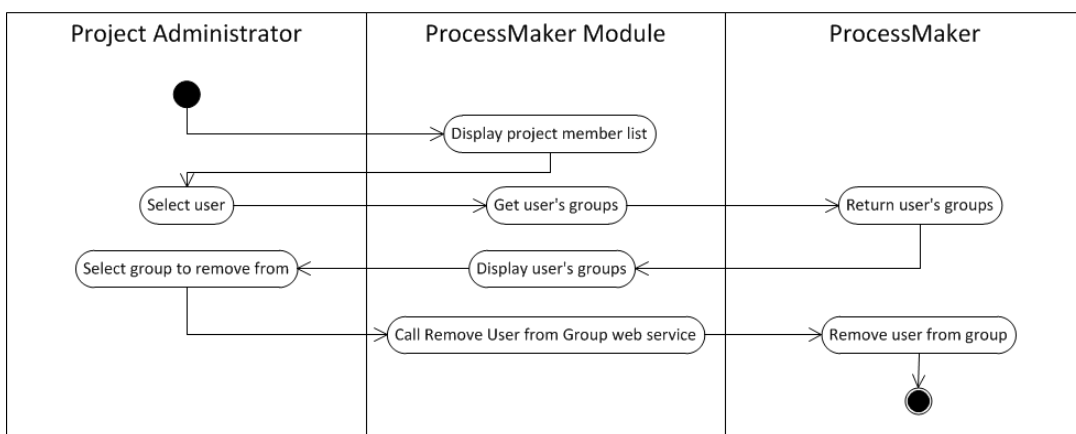 Project Administrator
ProcessMaker Module
ProcessMaker
Display project member list
Select user
Get user's groups
Return user's groups
Select group to remove from
Display user's groups
Call Remove User from Group web service
Remove user from group